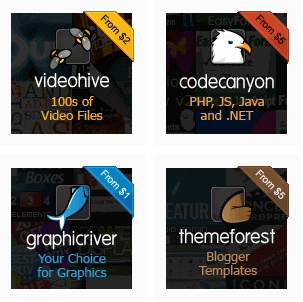 From $2
videohive
100s of
Video Files
From $5
codecanyon
PHP, JS, Java
and .NET
From $1
Boxes
graphicriver
Your Choice
for Graphics
From $5
themeforest
Blogger
Templates